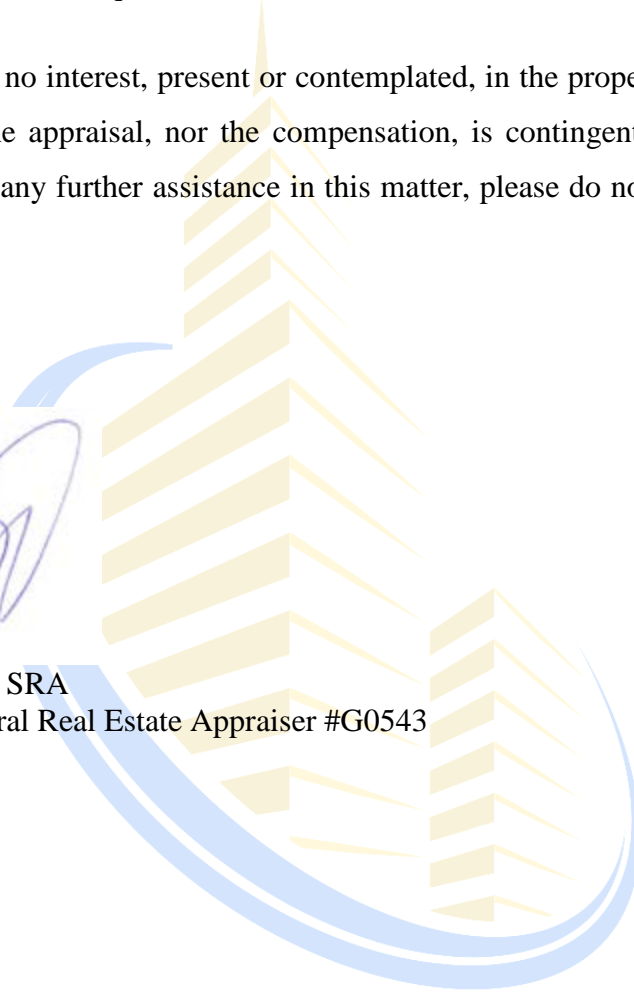 no interest, present or contemplated, in the prope
e appraisal, nor the compensation, is contingent
any further assistance in this matter, please do no
SRA
ral Real Estate Appraiser #G0543